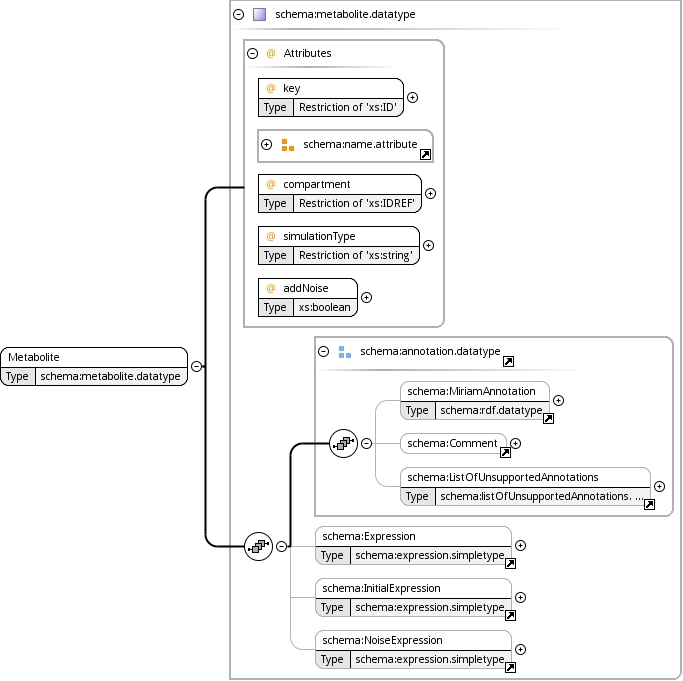 schema:metabolite.datatype
@ Attributes
@ key
Type Restriction of 'xs:ID'
schema:name.attribute
@ compartment
Type Restriction of 'xs:IDREF'
@ simulationType
Type Restriction of 'xs:string'
@ addNoise
Type xs:boolean
Metabolite
Type schema:metabolite.datatype
schema:annotation.datatype
schema:MiriamAnnotation
Type schema:rdf.datatype
schema:Comment
schema:ListOfUnsupportedAnnotations
Type schema:listOfUnsupportedAnnotations. ...
schema:Expression
Type schema:expression.simpletype
schema:InitialExpression
Type schema:expression.simpletype
schema:NoiseExpression
Type schema:expression.simpletype